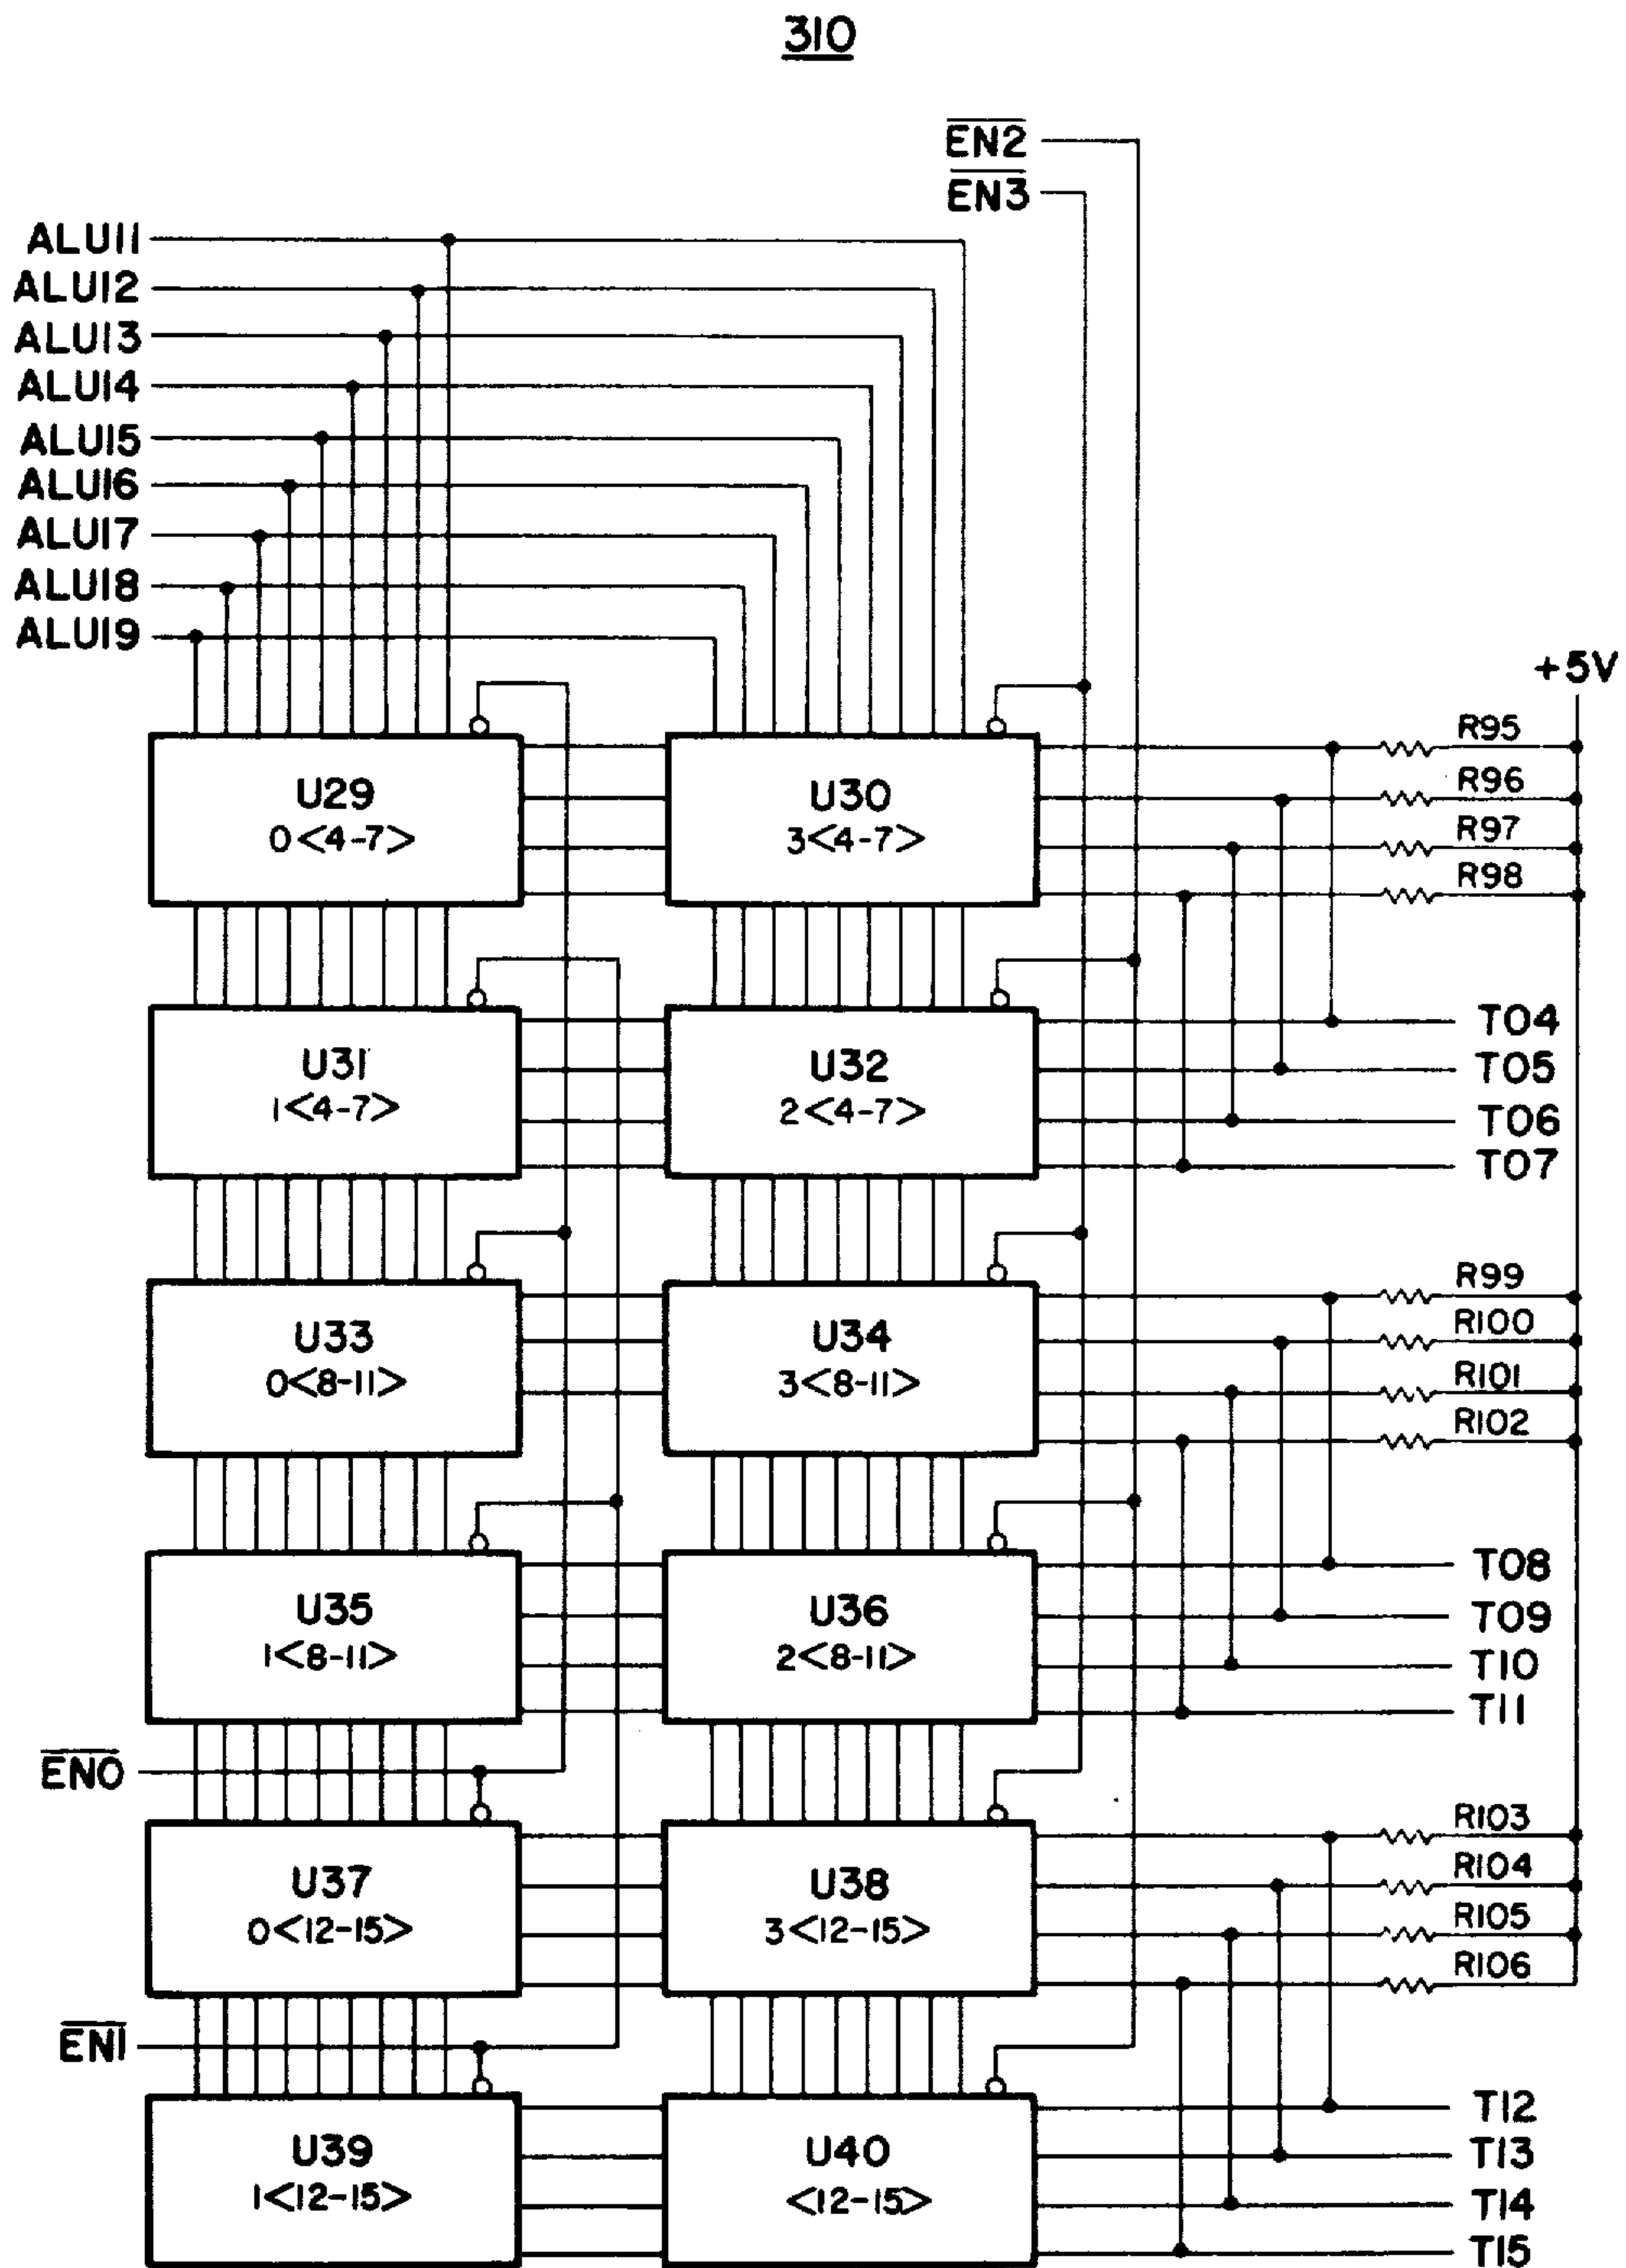 310
EN2
EN3
ALU11
ALU12
ALU13
ALU14
ALU15
ALU16
ALU17
ALU18
ALU19
+5V
R95
U29
0<4-7>
U30
3<4-7>
R96
R97
R98
U31
1<4-7>
U32
2<4-7>
T04
T05
T06
T07
R99
U33
0<8-11>
U34
3<8-11>
R100
R101
R102
U35
1<8-11>
U36
2<8-11>
T08
T09
T10
T11
EN0
R103
U37
0<12-15>
U38
3<12-15>
R104
R105
R106
EN1
U39
1<12-15>
U40
<12-15>
T12
T13
T14
T15